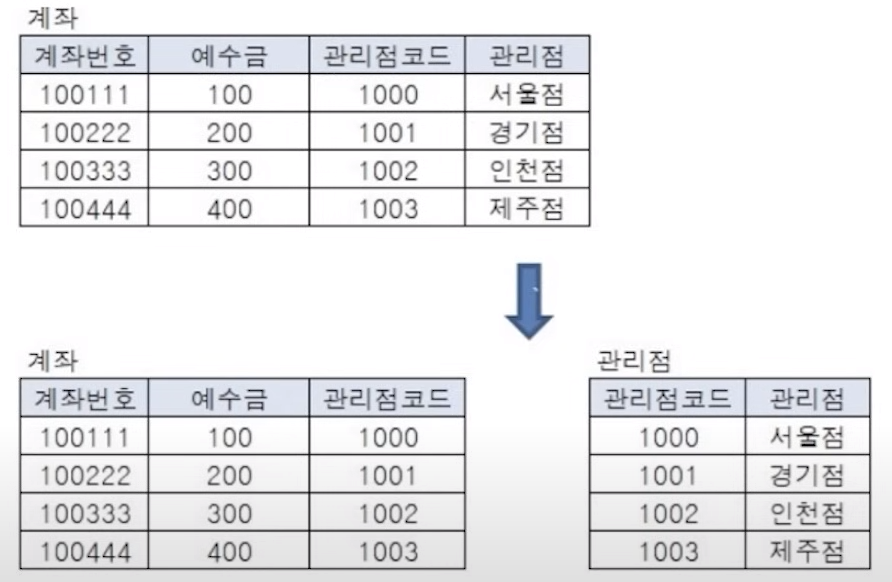 계좌
계좌번호 예수금 관리점코드 관리점
100111 100 1000 서울점
100222 200 1001 경기점
100333 300 1002 인천점
100444 400 1003 제주점
계좌
계좌번호 예수금 관리점코드
100111 100 1000
100222 200 1001
100333 300 1002
100444 400 1003
관리점
관리점코드 관리점
1000 서울점
1001 경기점
1002 인천점
1003 제주점